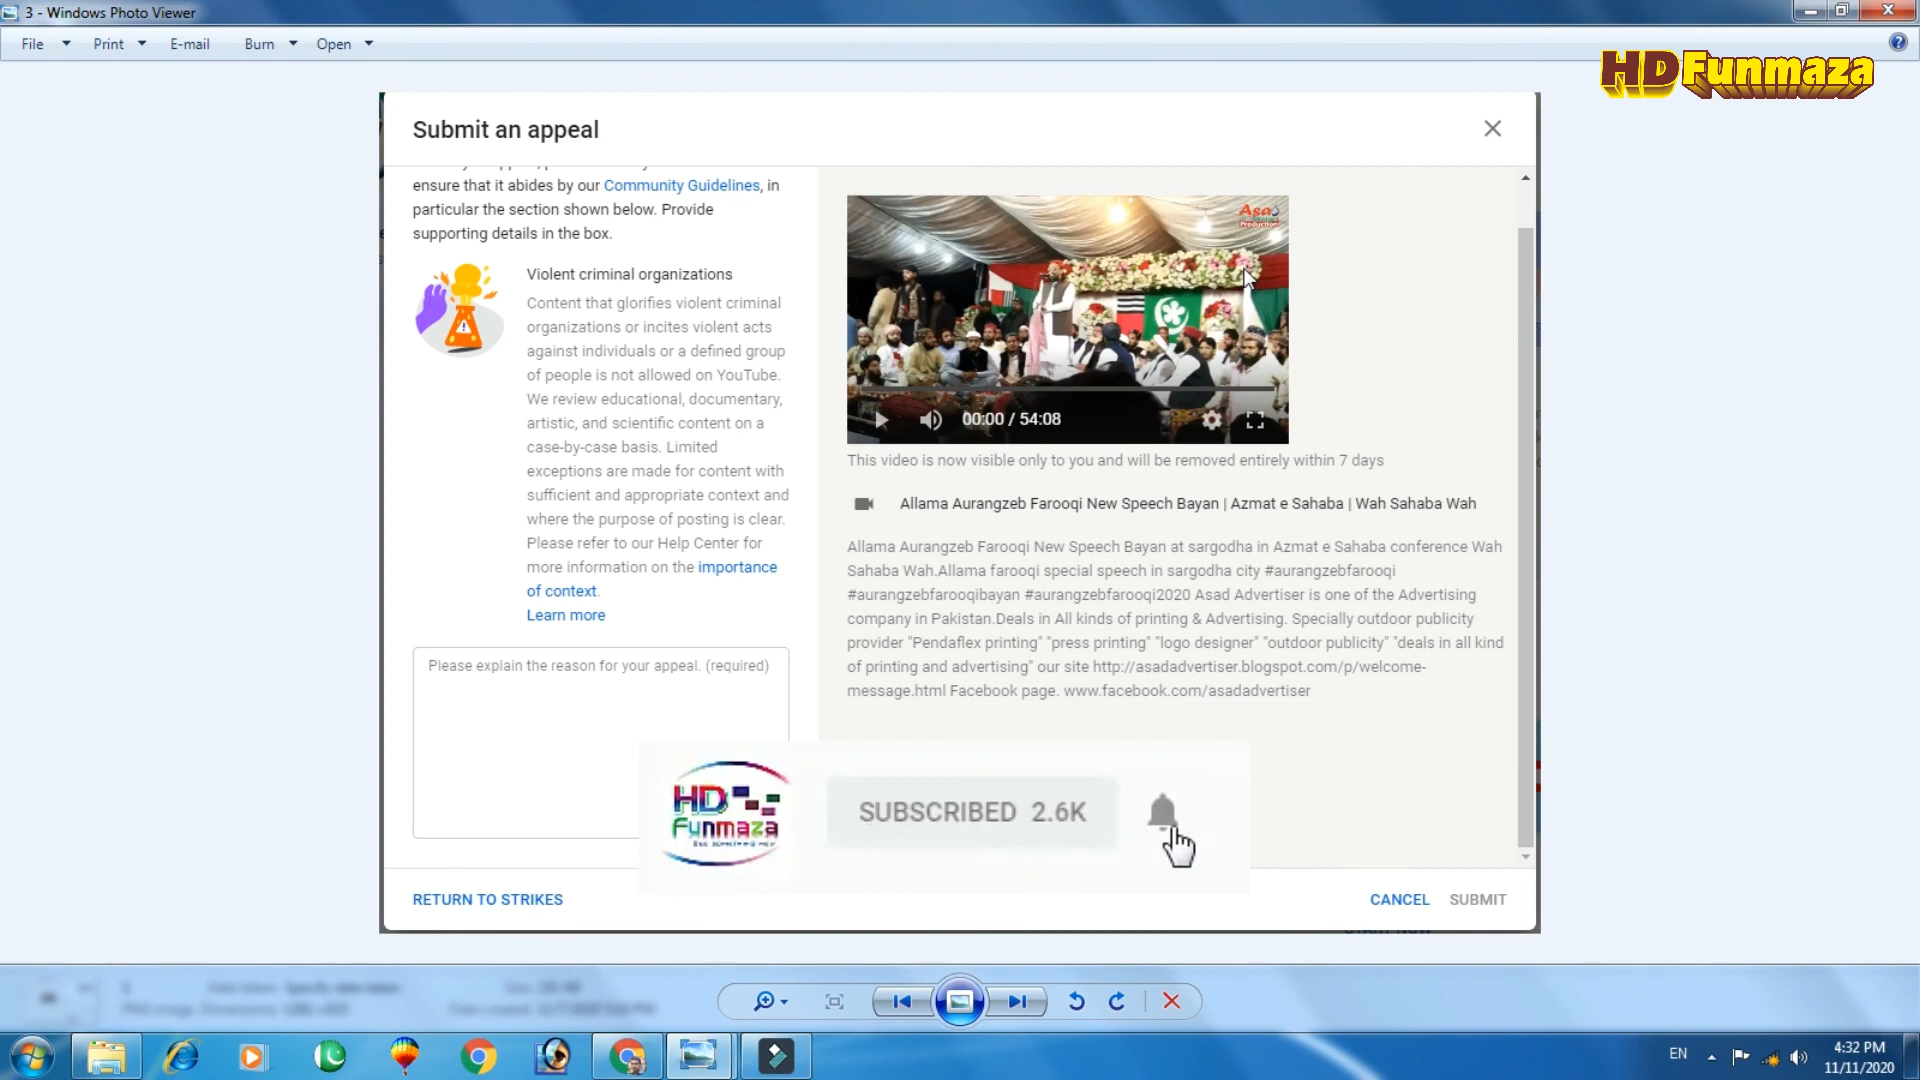 3 - Windows Photo Viewer
File Print E-mail Burn Open
HD Funmaza
Submit an appeal
ensure that it abides by our Community Guidelines, in
particular the section shown below. Provide
supporting details in the box.
Violent criminal organizations
Content that glorifies violent criminal
organizations or incites violent acts
against individuals or a defined group
of people is not allowed on YouTube.
We review educational, documentary,
artistic, and scientific content on a
case-by-case basis. Limited
exceptions are made for content with
sufficient and appropriate context and
where the purpose of posting is clear.
Please refer to our Help Center for
more information on the importance
of context.
Learn more
Please explain the reason for your appeal. (required)
Asad
Production
00:00 / 54:08
This video is now visible only to you and will be removed entirely within 7 days
Allama Aurangzeb Farooqi New Speech Bayan | Azmat e Sahaba | Wah Sahaba Wah
Allama Aurangzeb Farooqi New Speech Bayan at sargodha in Azmat e Sahaba conference Wah
Sahaba Wah.Allama farooqi special speech in sargodha city #aurangzebfarooqi
#aurangzebfarooqibayan #aurangzebfarooqi2020 Asad Advertiser is one of the Advertising
company in Pakistan.Deals in All kinds of printing & Advertising. Specially outdoor publicity
provider "Pendaflex printing" "press printing" "logo designer" "outdoor publicity" "deals in all kind
of printing and advertising" our site http://asadadvertiser.blogspot.com/p/welcome-
message.html Facebook page. www.facebook.com/asadadvertiser
HD
Funmaza
SUBSCRIBED 2.6K
RETURN TO STRIKES
CANCEL SUBMIT
EN
4:32 PM
11/11/2020